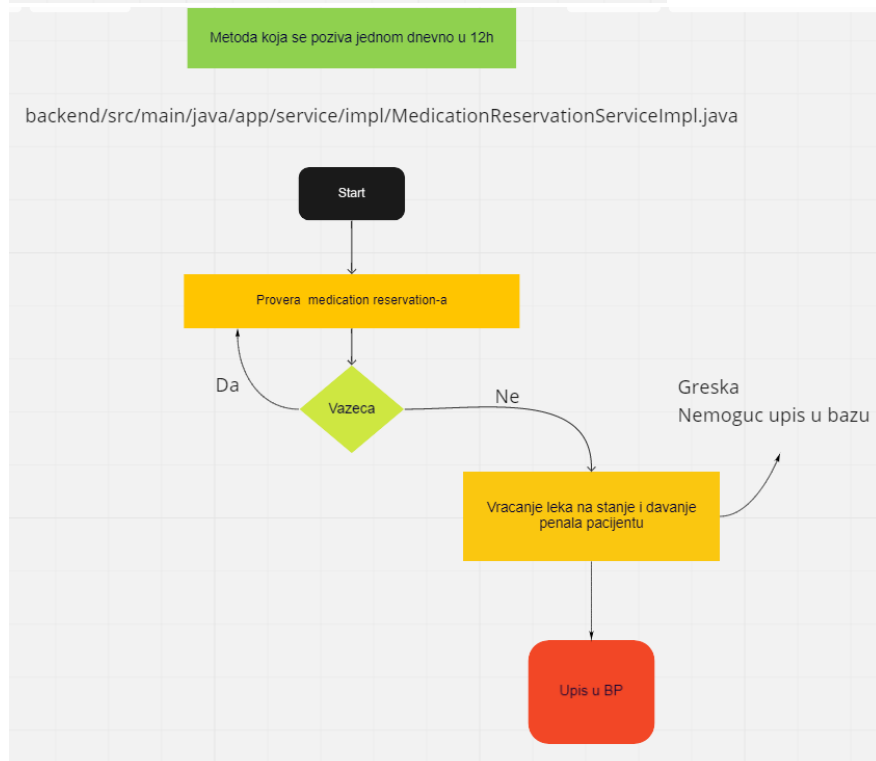 Metoda koja se poziva jednom dnevno u 12h
backend/src/main/java/app/service/impl/MedicationReservationServiceImpl.java
Start
Provera medication reservation-a
Da
Vazeca
Ne
Greska
Nemoguc upis u bazu
Vracanje leka na stanje i davanje
penala pacijentu
Upis u BP